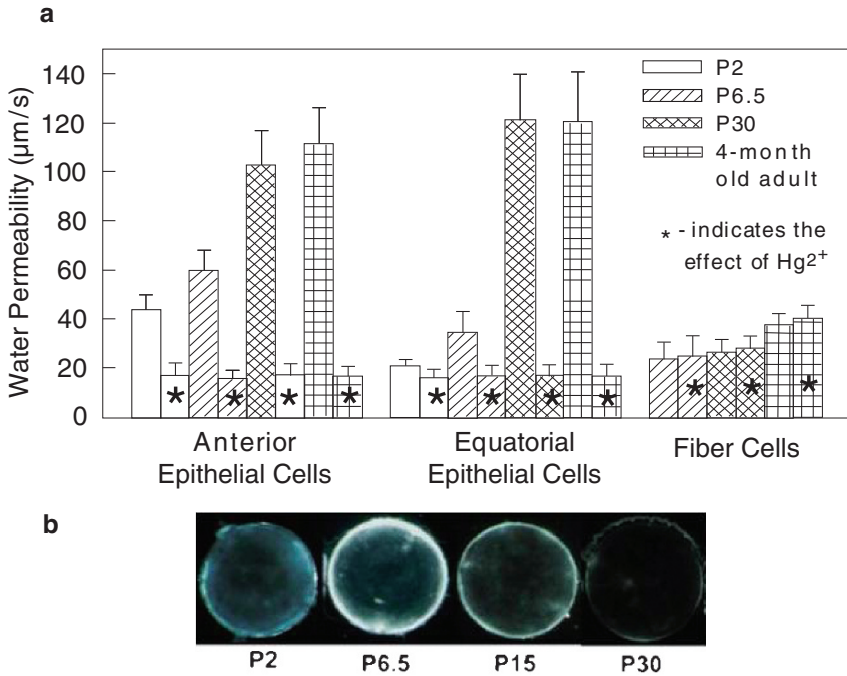 a
Water Permeability (μm/s)
140
120
100
80
60
40
20
0
P2
P6.5
P30
4-month
old adult
* - indicates the
effect of Hg2+
* * * * * * * * * * *
Anterior
Epithelial Cells
Equatorial
Epithelial Cells
Fiber Cells
b
P2 P6.5 P15 P30